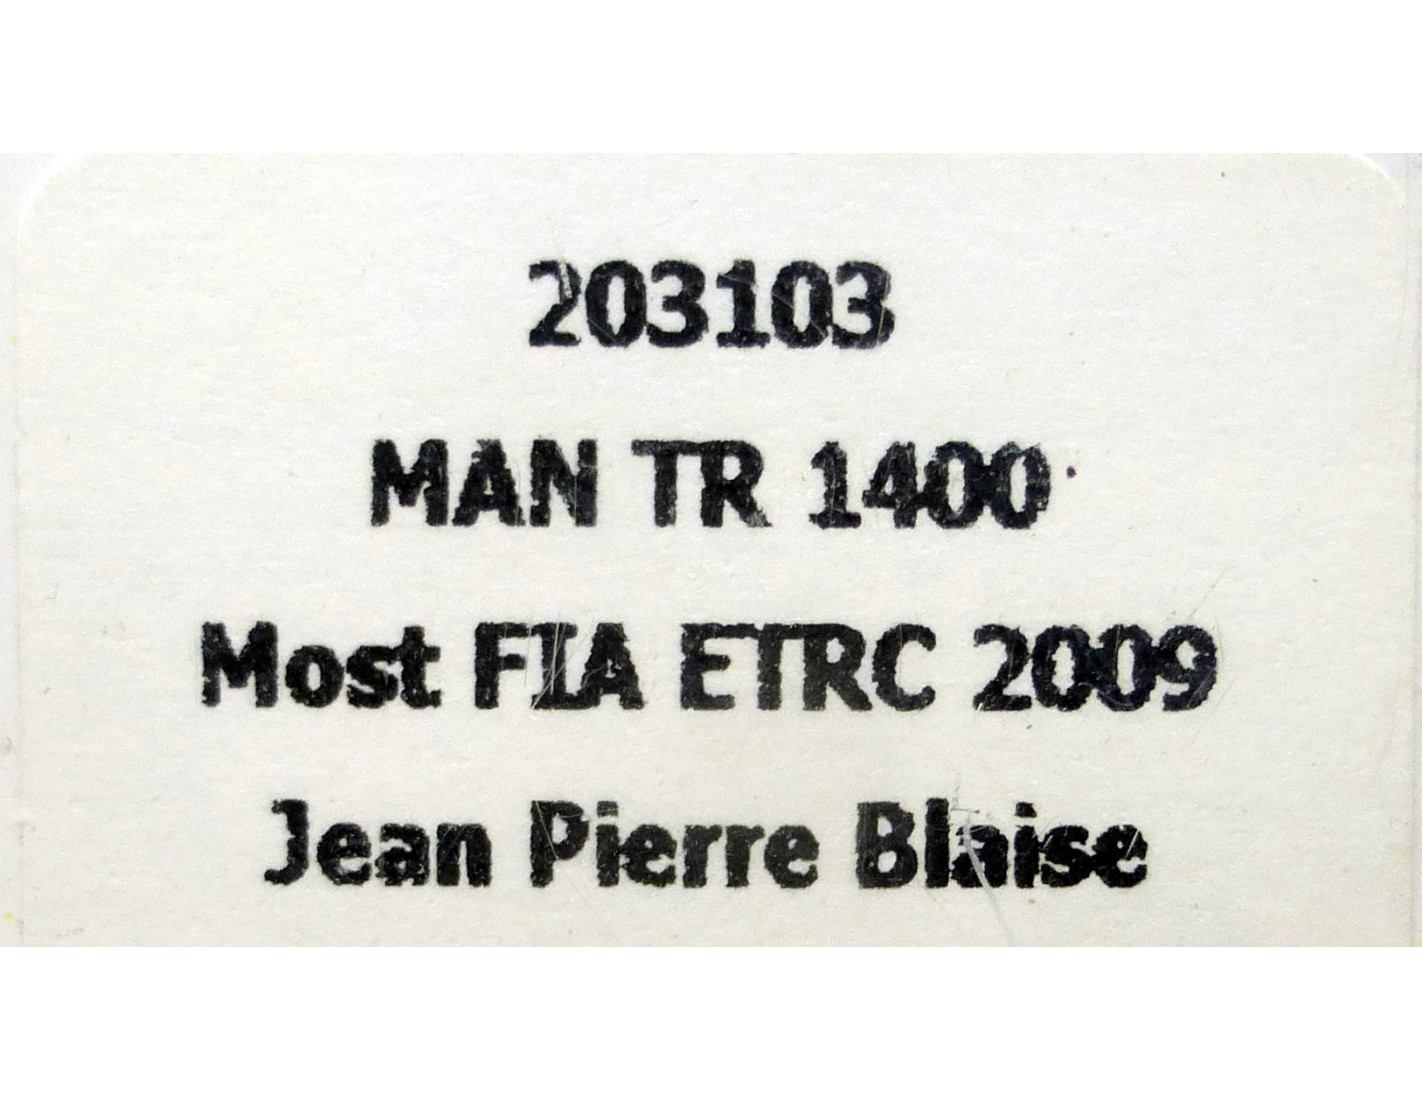 203103
MAN TR 1400
Most FIA ETRC 2009
Jean Pierre Blaise